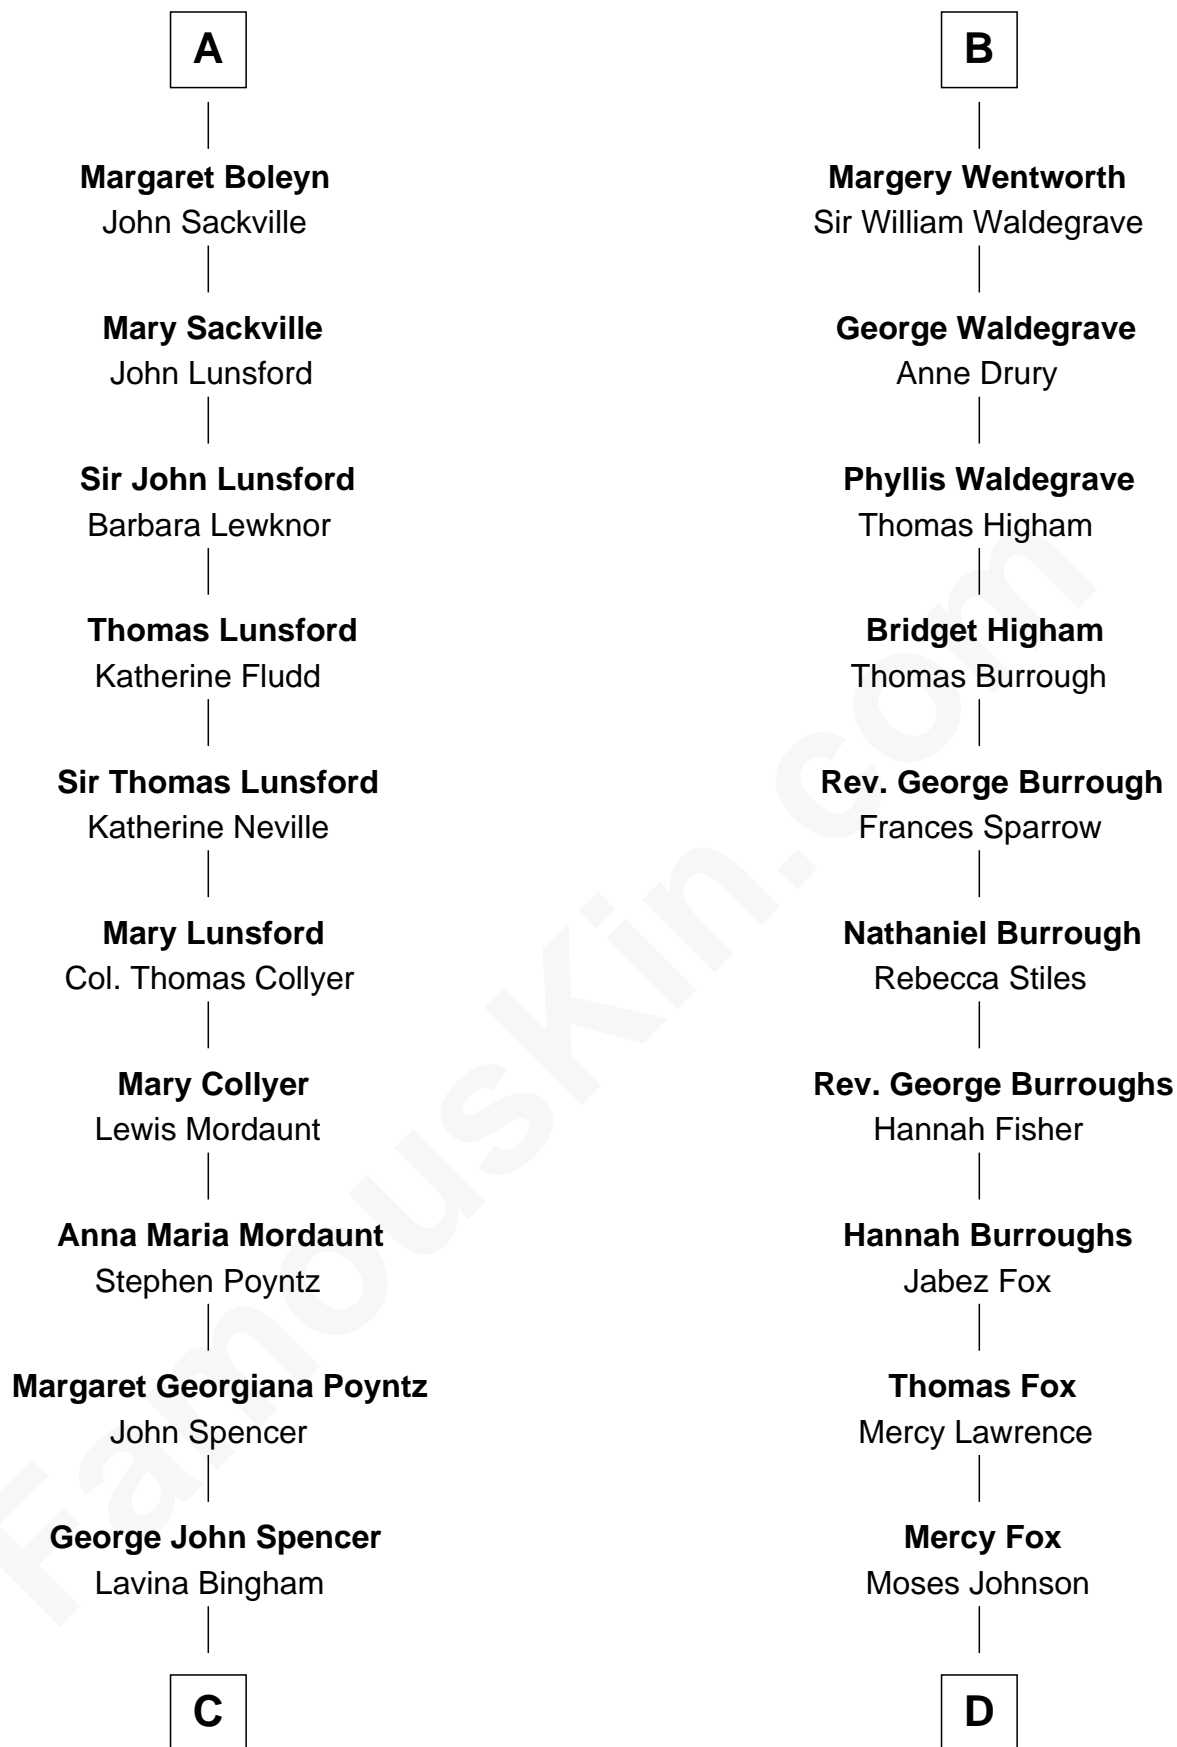 A
Margaret Boleyn
John Sackville
Mary Sackville
John Lunsford
Sir John Lunsford
Barbara Lewknor
Thomas Lunsford
Katherine Fludd
Sir Thomas Lunsford
Katherine Neville
Mary Lunsford
Col. Thomas Collyer
Mary Collyer
Lewis Mordaunt
Anna Maria Mordaunt
Stephen Poyntz
Margaret Georgiana Poyntz
John Spencer
George John Spencer
Lavina Bingham
C
B
Margery Wentworth
Sir William Waldegrave
George Waldegrave
Anne Drury
Phyllis Waldegrave
Thomas Higham
Bridget Higham
Thomas Burrough
Rev. George Burrough
Frances Sparrow
Nathaniel Burrough
Rebecca Stiles
Rev. George Burroughs
Hannah Fisher
Hannah Burroughs
Jabez Fox
Thomas Fox
Mercy Lawrence
Mercy Fox
Moses Johnson
D
FamousKin.com